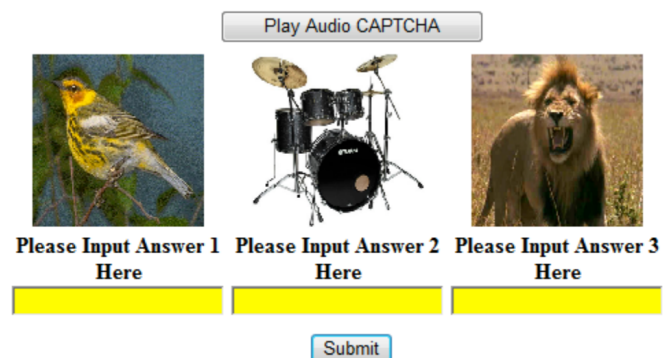 Play Audio CAPTCHA
Please Input Answer 1 Please Input Answer 2 Please Input Answer 3
Here Here Here
Submit